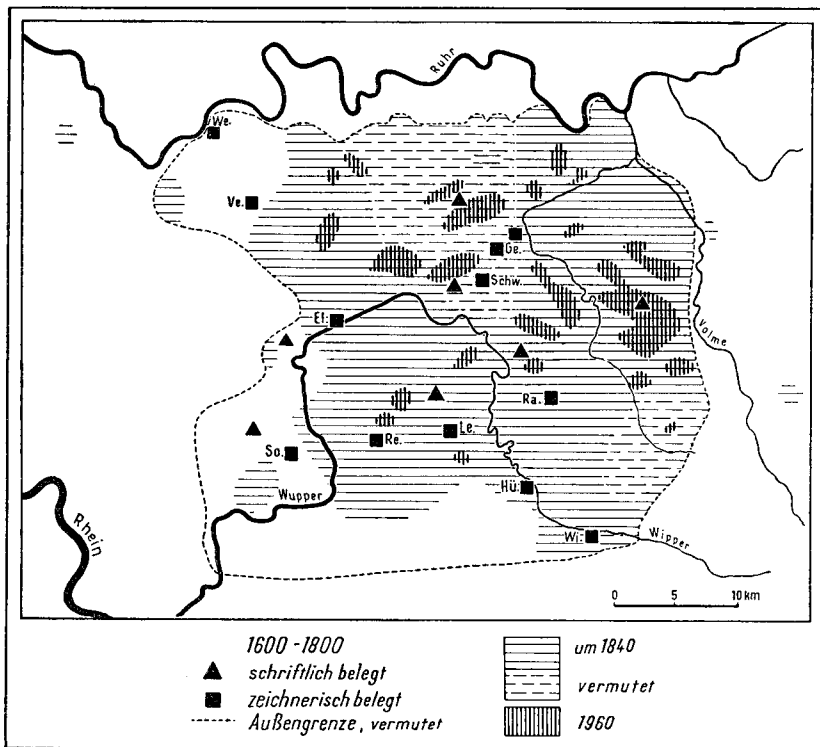 Ruhr
We.
Ve.
Ge.
Schw.
El.
Volme
Ra.
Le.
Re.
So.
Hü.
Wupper
Rhein
Wi.
Wipper
0 5 10 km
1600-1800
schriftlich belegt
zeichnerisch belegt
Außengrenze, vermutet
um 1840
vermutet
1960